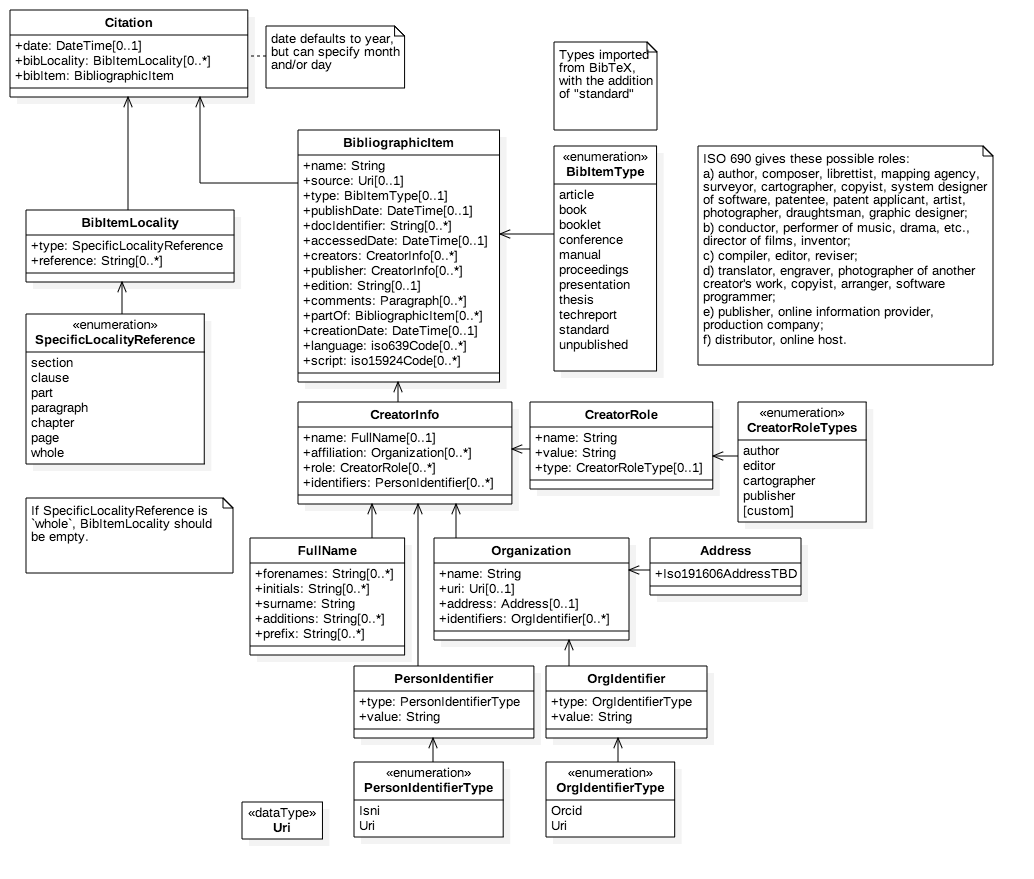 Citation
+date: DateTime[0..1]
+bibLocality: BibItemLocality[0..*]
+bibItem: BibliographicItem
date defaults to year,
but can specify month
and/or day
Types imported
from BibTeX,
with the addition
of "standard"
BibliographicItem
+name: String
+source: Uri[0..1]
+type: BibItemType[0..1]
+publishDate: DateTime[0..1]
+docIdentifier: String[0..*]
+accessedDate: DateTime[0..1]
+creators: CreatorInfo[0..*]
+publisher: CreatorInfo[0..*]
+edition: String[0..1]
+comments: Paragraph[0..*]
+partOf: BibliographicItem[0..*]
+creationDate: DateTime[0..1]
+language: iso639Code[0..*]
+script: iso15924Code[0..*]
«enumeration»
BibItemType
article
book
booklet
conference
manual
proceedings
presentation
thesis
techreport
standard
unpublished
ISO 690 gives these possible roles:
a) author, composer, librettist, mapping agency,
surveyor, cartographer, copyist, system designer
of software, patentee, patent applicant, artist,
photographer, draughtsman, graphic designer;
b) conductor, performer of music, drama, etc.,
director of films, inventor;
c) compiler, editor, reviser;
d) translator, engraver, photographer of another
creator's work, copyist, arranger, software
programmer;
e) publisher, online information provider,
production company;
f) distributor, online host.
BibItemLocality
+type: SpecificLocalityReference
+reference: String[0..*]
«enumeration»
SpecificLocalityReference
section
clause
part
paragraph
chapter
page
whole
If SpecificLocalityReference is
`whole`, BibItemLocality should
be empty.
CreatorInfo
+name: FullName[0..1]
+affiliation: Organization[0..*]
+role: CreatorRole[0..*]
+identifiers: PersonIdentifier[0..*]
CreatorRole
+name: String
+value: String
+type: CreatorRoleType[0..1]
«enumeration»
CreatorRoleTypes
author
editor
cartographer
publisher
[custom]
FullName
+forenames: String[0..*]
+initials: String[0..*]
+surname: String
+additions: String[0..*]
+prefix: String[0..*]
Organization
+name: String
+uri: Uri[0..1]
+address: Address[0..1]
+identifiers: OrgIdentifier[0..*]
Address
+Iso191606AddressTBD
PersonIdentifier
+type: PersonIdentifierType
+value: String
OrgIdentifier
+type: OrgIdentifierType
+value: String
«enumeration»
PersonIdentifierType
Isni
Uri
«enumeration»
OrgIdentifierType
Orcid
Uri
«dataType»
Uri